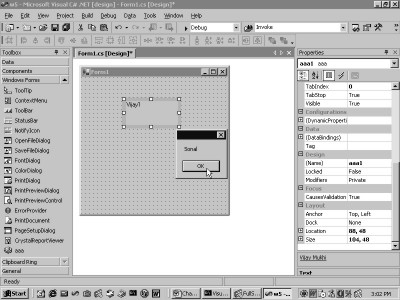 w5 - Microsoft Visual C# .NET [design] - Form1.cs [Design]*
File Edit View Project Build Debug Data Tools Window Help
Debug
Invoke
Toolbox
Data
Components
Windows Forms
ToolTip
ContextMenu
ToolBar
StatusBar
NotifyIcon
OpenFileDialog
SaveFileDialog
FontDialog
ColorDialog
PrintDialog
PrintPreviewDialog
PrintPreviewControl
ErrorProvider
PrintDocument
PageSetupDialog
CrystalReportViewer
aaa
Clipboard Ring
General
Form1.cs [Design]*
Form1
Vijay1
Sonal
OK
Properties
aaa1 aaa
TabIndex 0
TabStop True
Visible True
Configurations
(DynamicProperti
Data
(DataBindings)
Tag
Design
(Name) aaa1
Locked False
Modifiers Private
Focus
CausesValidation True
Layout
Anchor Top, Left
Dock None
Location 88, 48
Size 104, 48
Vijay Mukhi
Text
Ready
Start
Cha...
Visu...
FullS...
w5 -...
3:02 PM